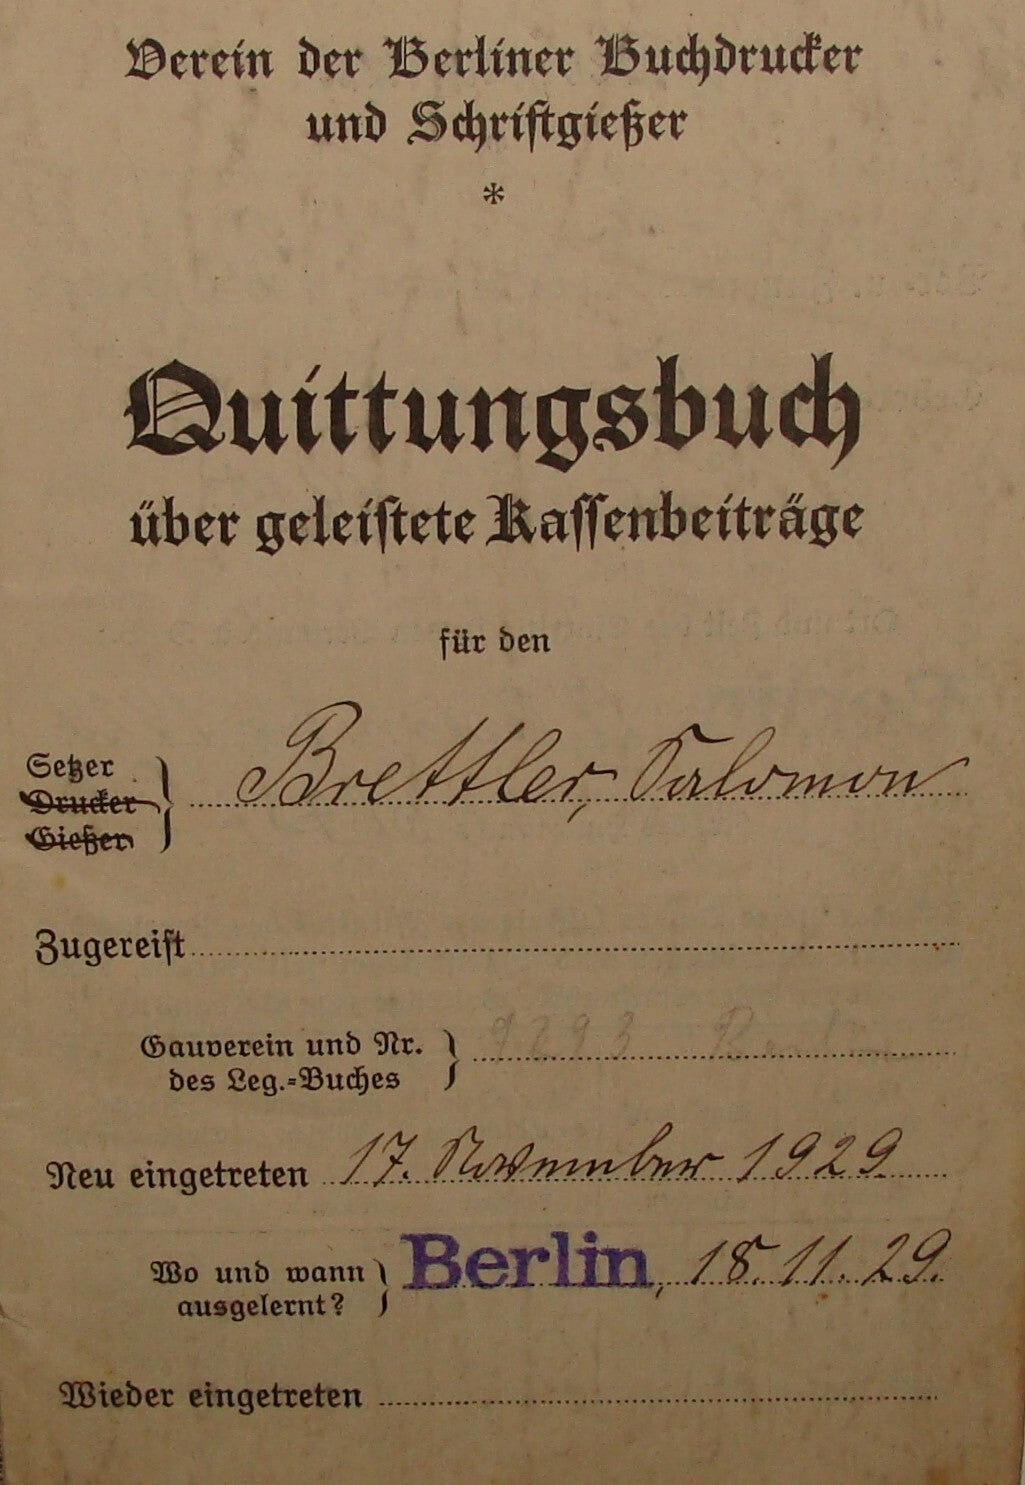 Verein der Berliner Buchdrucker
und Schriftgießer
*
Quittungsbuch
über geleistete Kassenbeiträge
für den
Setzer
Drucker
Gießer
Brettler, Salomon
Zugereist
Gauverein und Nr.
des Leg.-Buches
9293
Neu eingetreten 17. November 1929
Wo und wann
ausgelernt?
Berlin, 18. 11. 29.
Wieder eingetreten